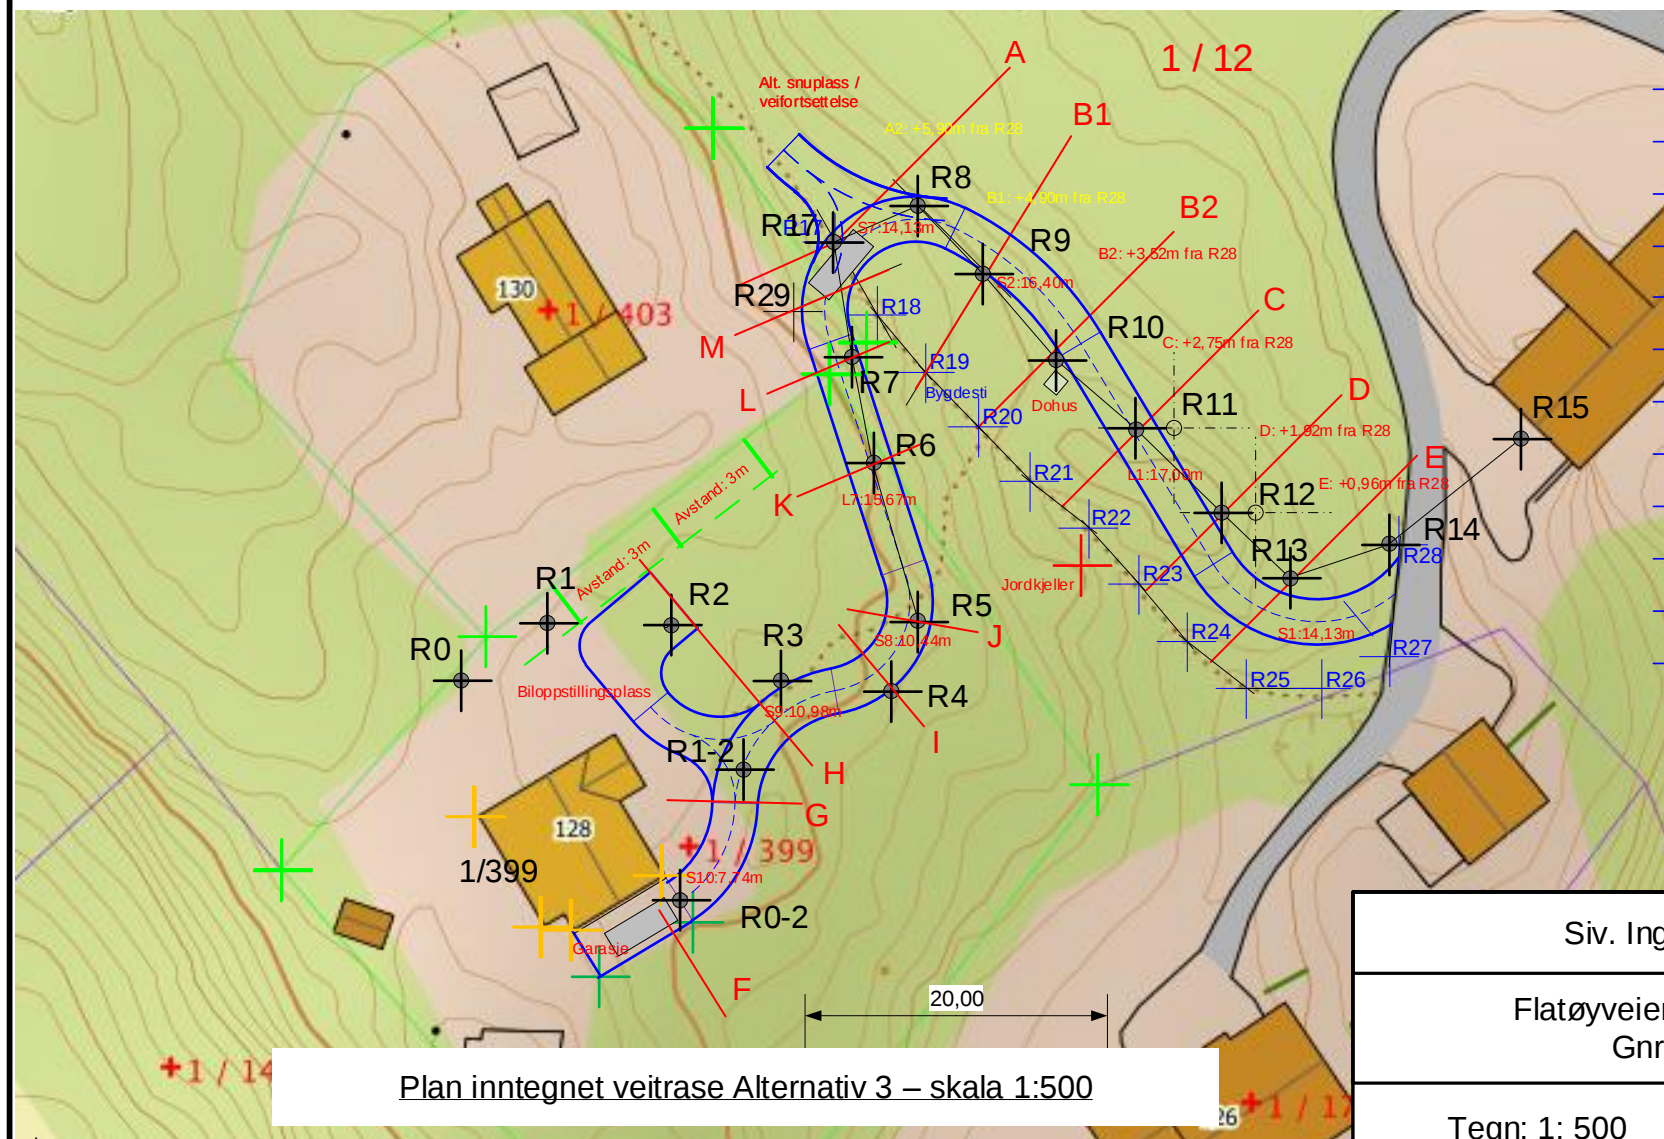 A
1 / 12
Alt. snuplass /
veifortsettelse
B1
A2: +5,90m fra R28
R8
B1: +4,90m fra R28
B2
R17
R17
S7:14,13m
R9
B2: +3,52m fra R28
130
1 / 403
R29
R18
S2:16,40m
C
R10
C: +2,75m fra R28
M
R19
R7
Bygdesti
L
Dohus
R11
D
R15
R20
D: +1,92m fra R28
R6
E
R21
L1:17,00m
E: +0,96m fra R28
Avstand: 3m
K
L7:15,67m
R12
R22
R14
Avstand: 3m
R13
R28
R1
R2
Jordkjeller
R23
R5
R0
R3
S8:10,44m
J
R24
S1:14,13m
R27
Biloppstillingsplass
R4
R25
R26
S9:10,98m
I
R1-2
H
G
128
1/399
1 / 399
S10:7,74m
R0-2
Garasje
F
20,00
Siv. Ing
Flatøyveien
Gnr
1 / 14
Plan inntegnet veitrase Alternativ 3 – skala 1:500
26
1 / 17
Tegn: 1: 500